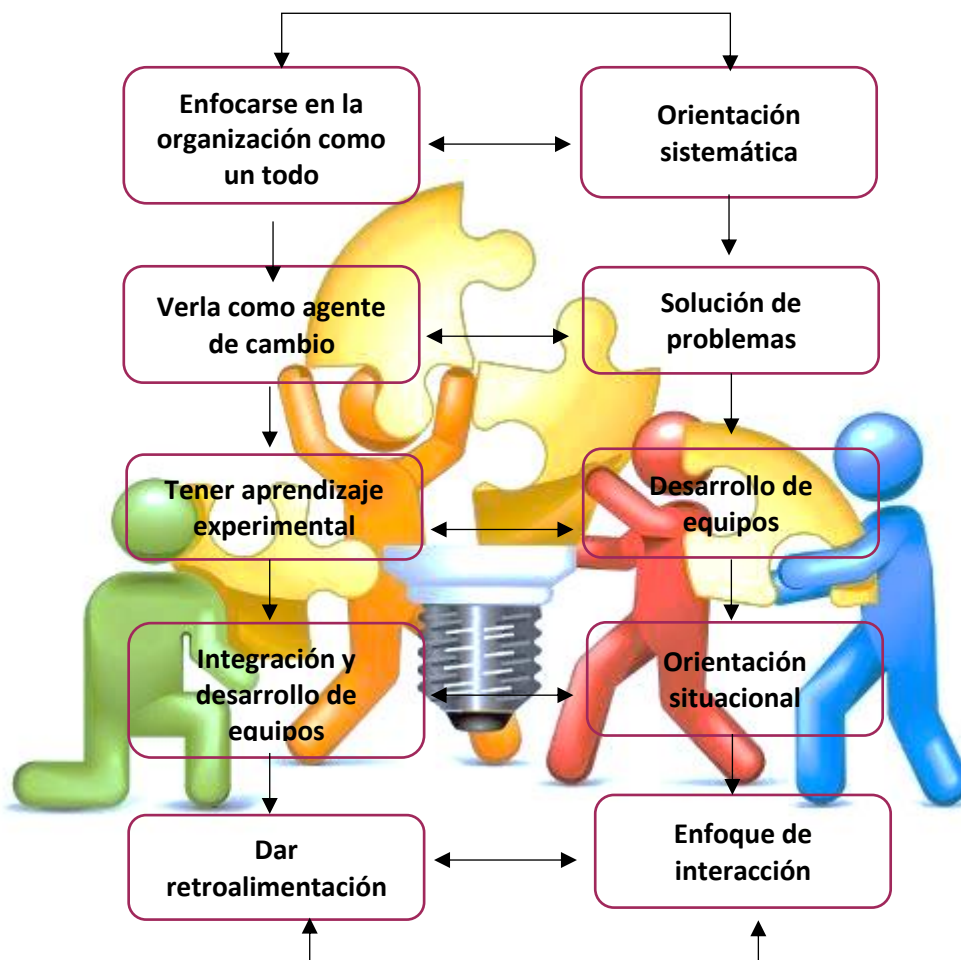 Enfocarse en la
organización como
un todo
Orientación
sistemática
Verla como agente
de cambio
Solución de
problemas
Tener aprendizaje
experimental
Desarrollo de
equipos
Integración y
desarrollo de
equipos
Orientación
situacional
Dar
retroalimentación
Enfoque de
interacción